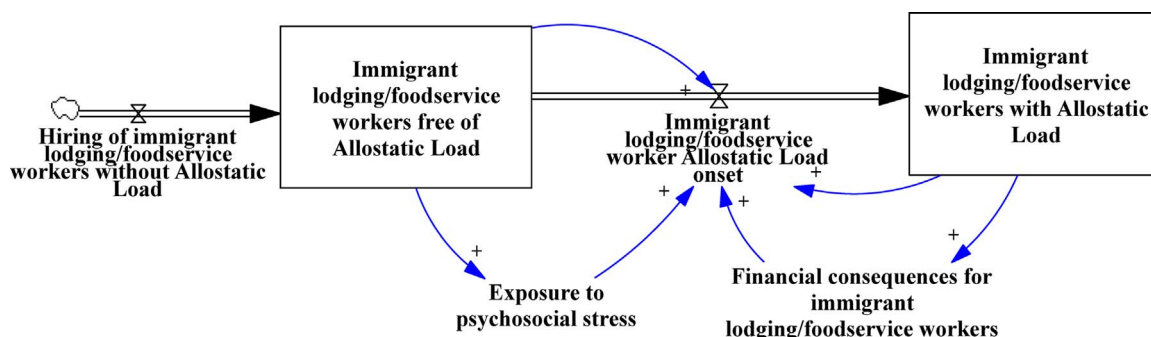 Hiring of immigrant
lodging/foodservice
workers without Allostatic
Load
Immigrant
lodging/foodservice
workers free of
Allostatic Load
+
Immigrant
lodging/foodservice
worker Allostatic Load
onset
Immigrant
lodging/foodservice
workers with Allostatic
Load
+
+
+
+
+
Exposure to
psychosocial stress
Financial consequences for
immigrant
lodging/foodservice workers